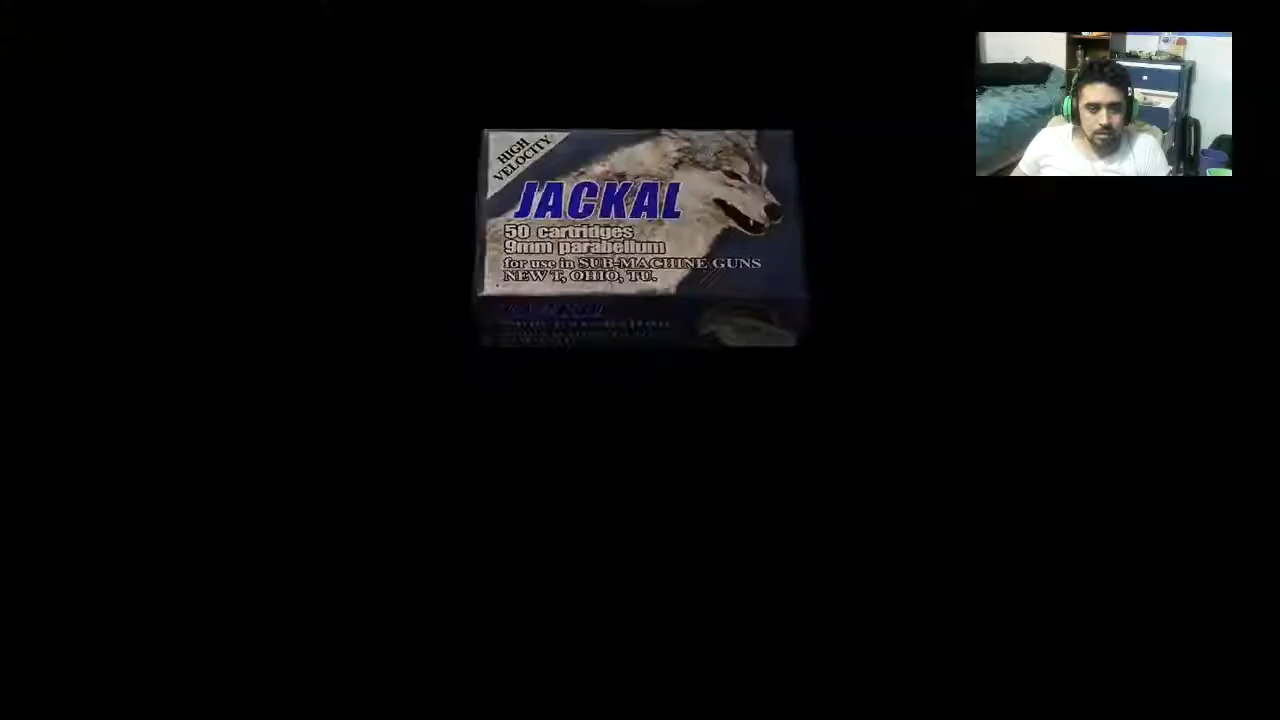 HIGH
VELOCITY
JACKAL
50 cartridges
9mm parabellum
for use in SUB-MACHINE GUNS
NEW T, OHIO, TU.